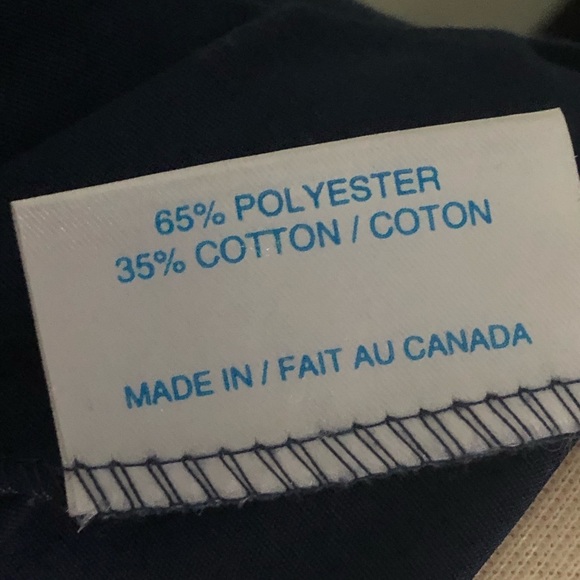 65% POLYESTER
35% COTTON / COTON
MADE IN / FAIT AU CANADA